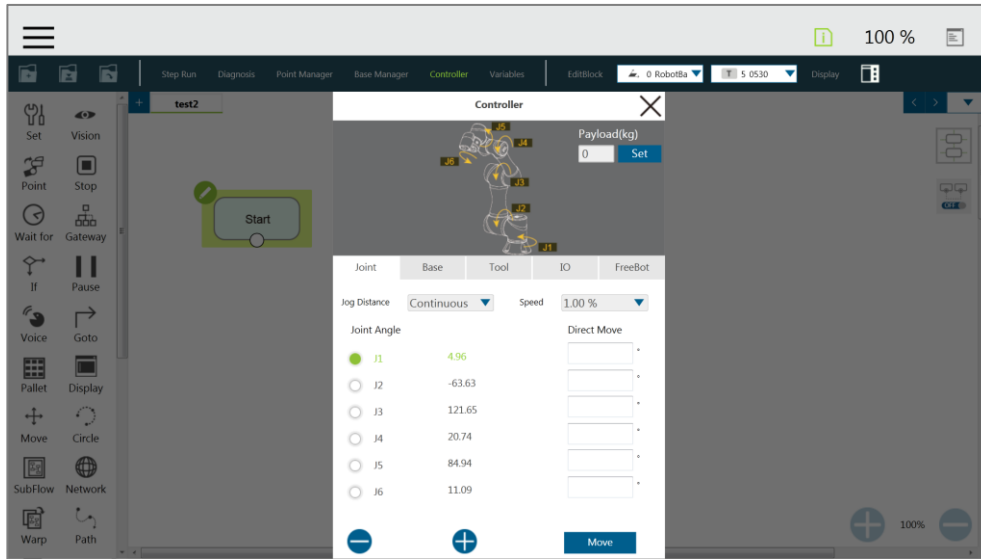 100 %
Step Run Diagnosis Point Manager Base Manager Controller Variables EditBlock 0 RobotBa T 5 0530 Display
test2
Set Vision
Point Stop
Wait for Gateway
If Pause
Voice Goto
Pallet Display
Move Circle
SubFlow Network
Warp Path
Start
OFF
100%
Controller
J5
J4
J6
J3
J2
J1
Payload(kg)
0 Set
Joint Base Tool IO FreeBot
Jog Distance Continuous Speed 1.00 %
Joint Angle Direct Move
J1 4.96 °
J2 -63.63 °
J3 121.65 °
J4 20.74 °
J5 84.94 °
J6 11.09 °
Move